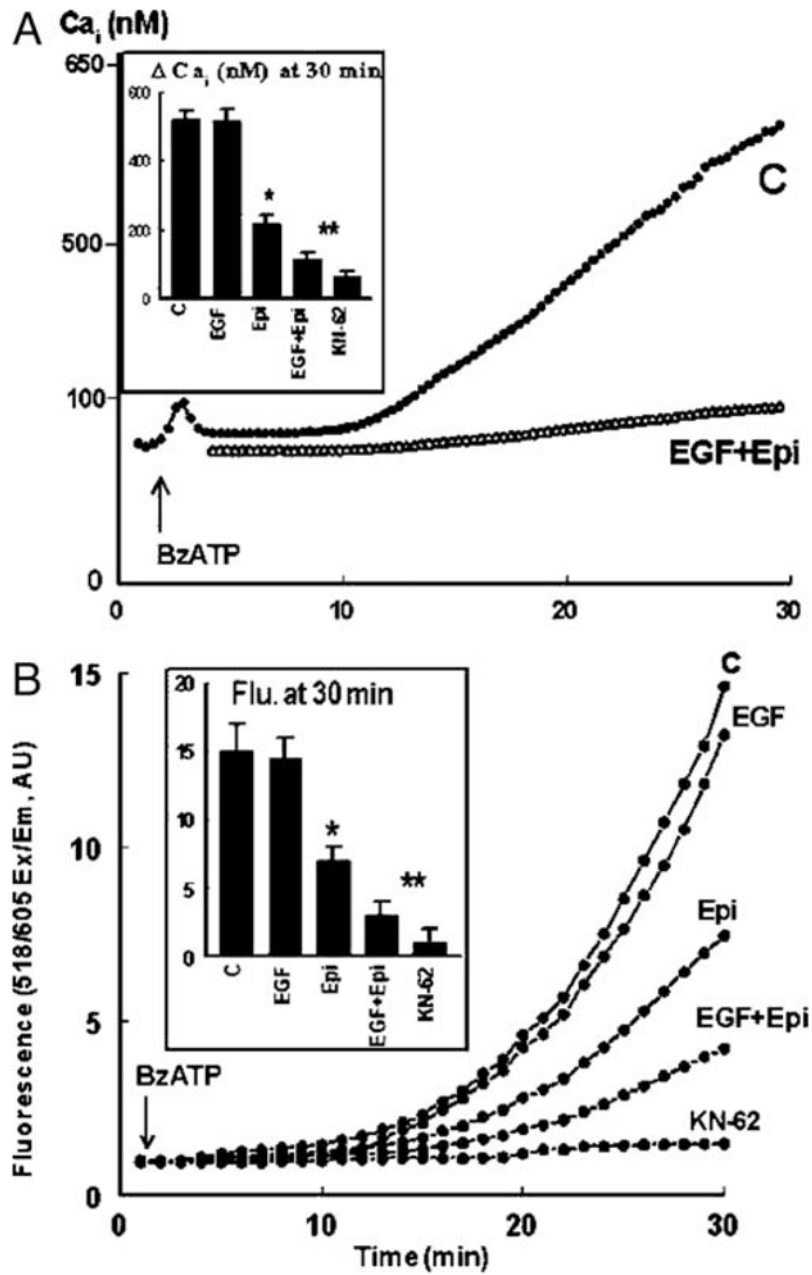 A
Ca i (nM)
650
500
100
0
Δ C a i (nM) at 30 min
600
400
200
0
*
**
C
EGF
Epi
EGF+Epi
KN-62
C
EGF+Epi
BzATP
0
10
20
30
B
15
10
5
0
Fluorescence (518/605 Ex/Em, AU)
Flu. at 30 min
20
15
10
5
0
*
**
C
EGF
Epi
EGF+Epi
KN-62
C
EGF
Epi
EGF+Epi
KN-62
BzATP
0
10
20
30
Time (min)